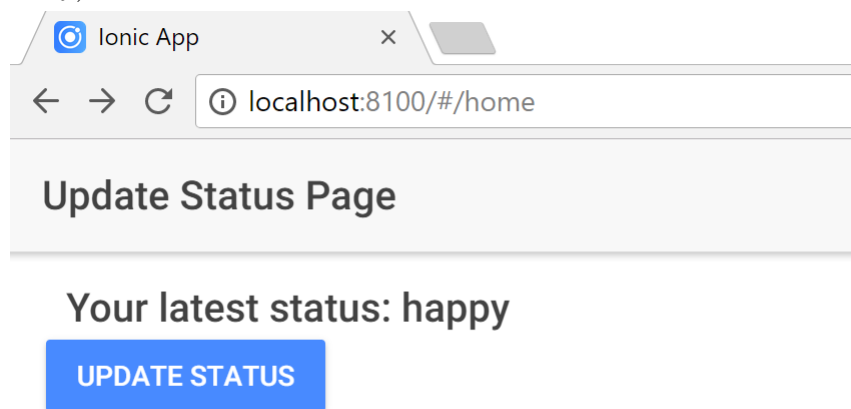 Ionic App
localhost:8100/#/home
Update Status Page
Your latest status: happy
UPDATE STATUS